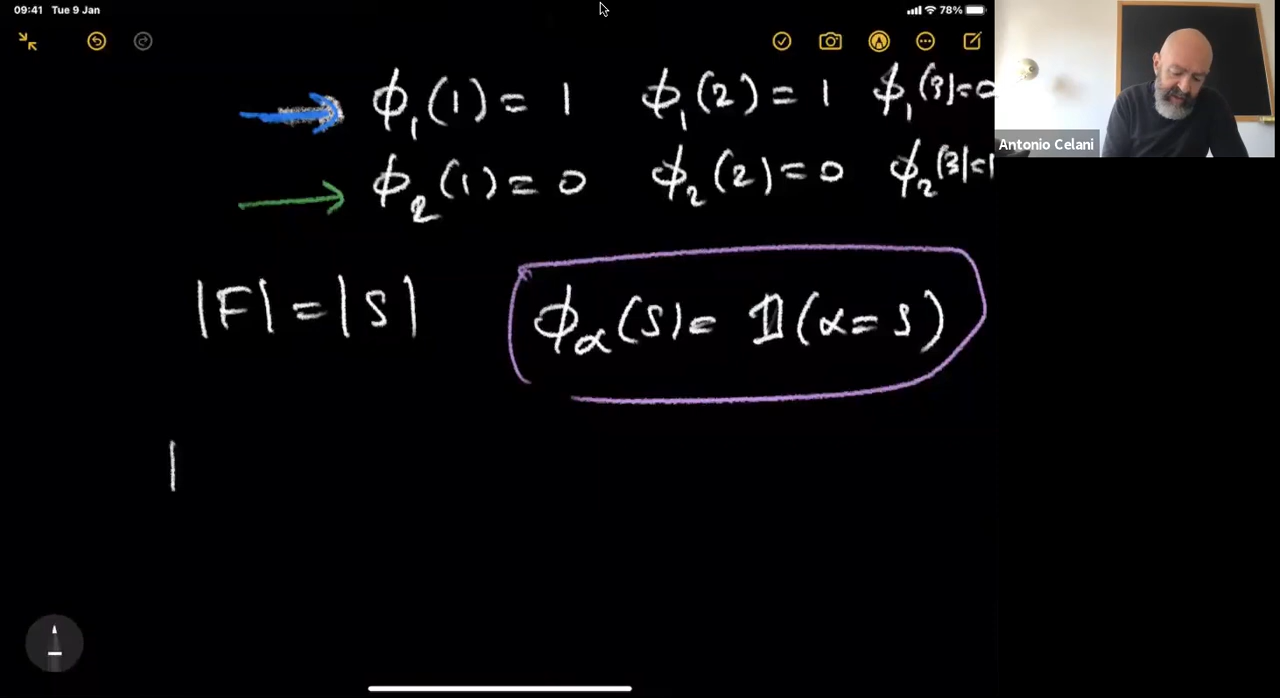 09:41 Tue 9 Jan 78%
ϕ₁(1) = 1 ϕ₁(2) = 1 ϕ₁(3)=0
ϕ₂(1) = 0 ϕ₂(2) = 0 ϕ₂(3)=1
Antonio Celani
|F| = |S| ϕ_α(s) = 𝟙(α = s)
|